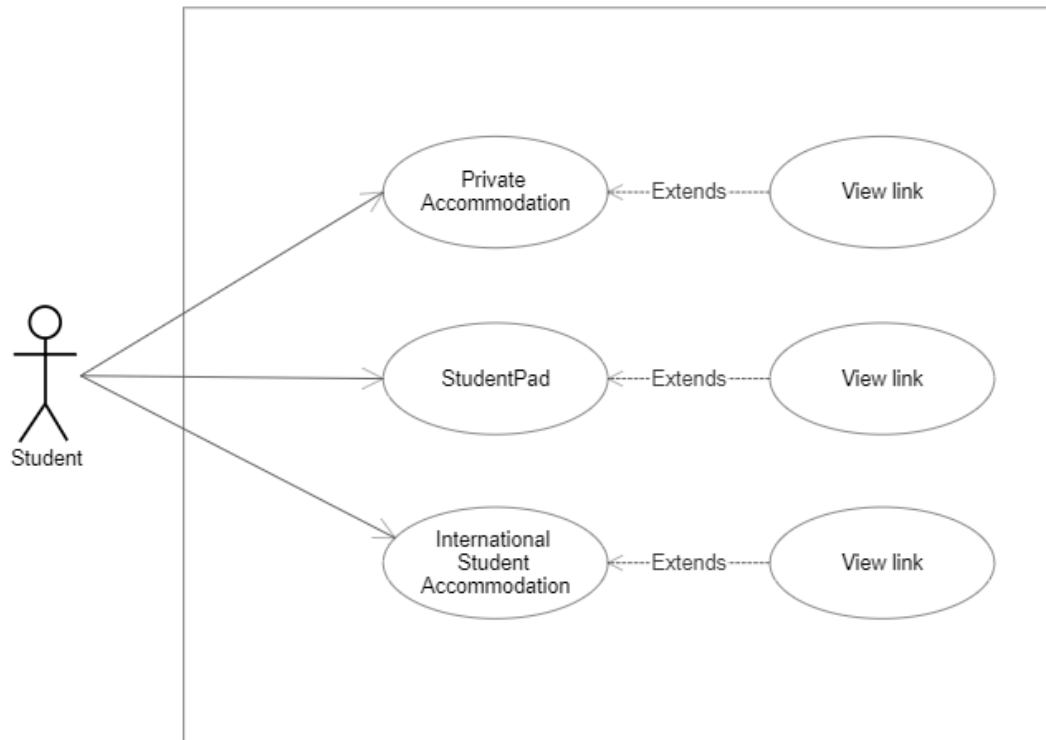 Private
Accommodation
Extends
View link
StudentPad
Extends
View link
Student
International
Student
Accommodation
Extends
View link